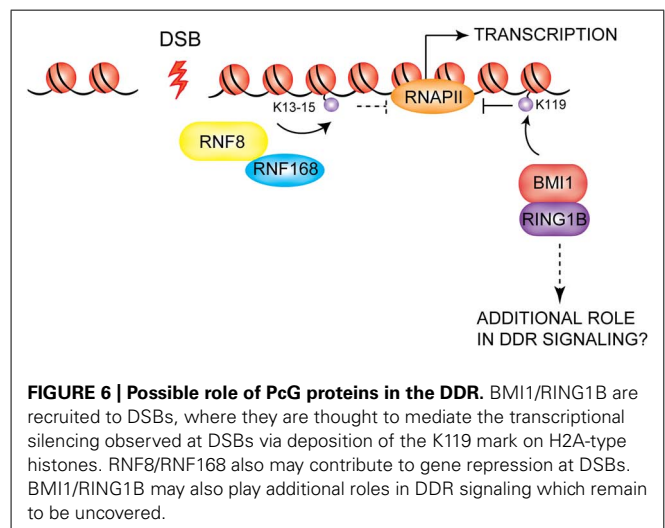 DSB
TRANSCRIPTION
K13-15
RNAPII
K119
RNF8
RNF168
BMI1
RING1B
ADDITIONAL ROLE
IN DDR SIGNALING?
FIGURE 6 | Possible role of PcG proteins in the DDR. BMI1/RING1B are
recruited to DSBs, where they are thought to mediate the transcriptional
silencing observed at DSBs via deposition of the K119 mark on H2A-type
histones. RNF8/RNF168 also may contribute to gene repression at DSBs.
BMI1/RING1B may also play additional roles in DDR signaling which remain
to be uncovered.